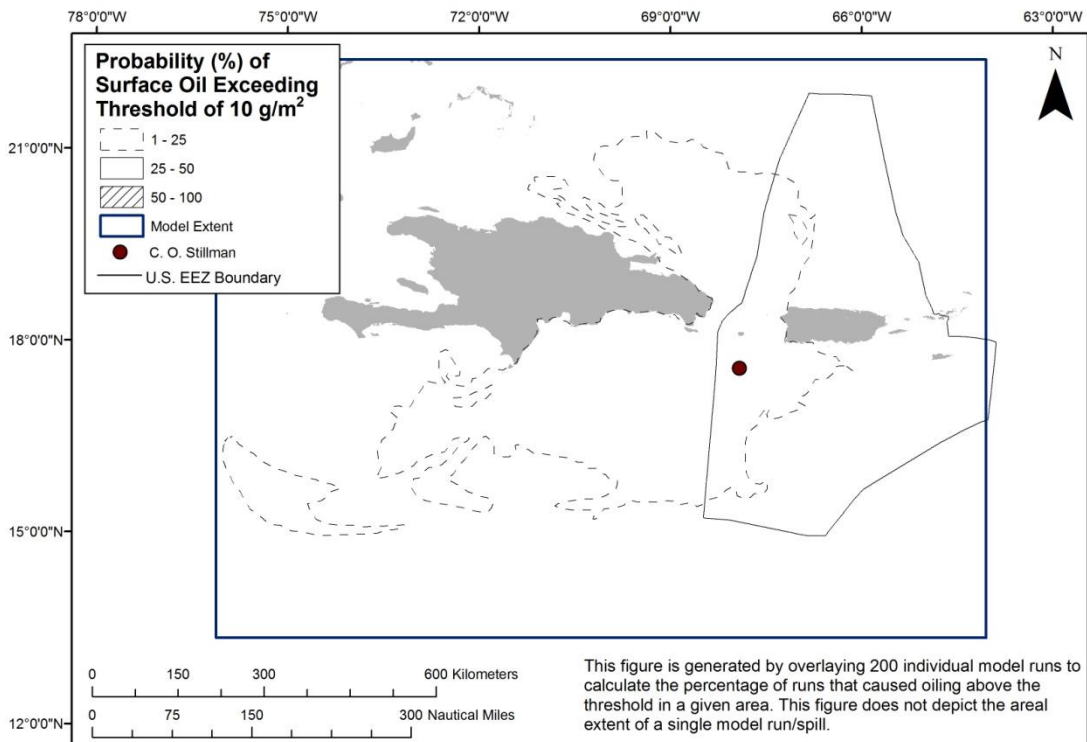 78°0'0"W 75°0'0"W 72°0'0"W 69°0'0"W 66°0'0"W 63°0'0"W
Probability (%) of
Surface Oil Exceeding
Threshold of 10 g/m²
1 - 25
25 - 50
50 - 100
Model Extent
C. O. Stillman
U.S. EEZ Boundary
N
21°0'0"N
18°0'0"N
15°0'0"N
12°0'0"N
0 150 300 600 Kilometers
0 75 150 300 Nautical Miles
This figure is generated by overlaying 200 individual model runs to
calculate the percentage of runs that caused oiling above the
threshold in a given area. This figure does not depict the areal
extent of a single model run/spill.